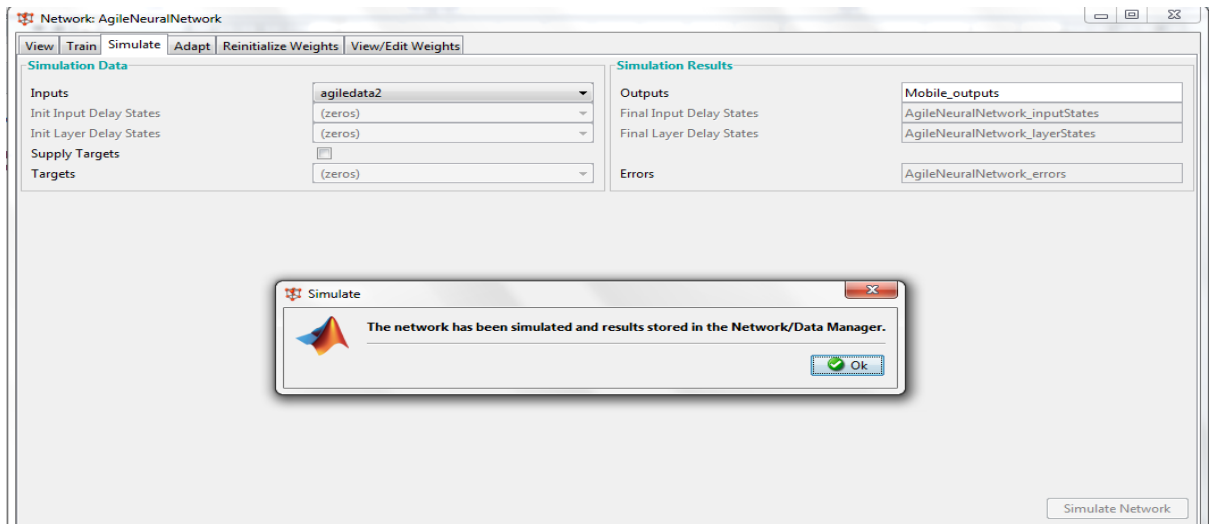 Network: AgileNeuralNetwork
View Train Simulate Adapt Reinitialize Weights View/Edit Weights
Simulation Data
Inputs agiledata2
Init Input Delay States (zeros)
Init Layer Delay States (zeros)
Supply Targets
Targets (zeros)
Simulation Results
Outputs Mobile_outputs
Final Input Delay States AgileNeuralNetwork_inputStates
Final Layer Delay States AgileNeuralNetwork_layerStates
Errors AgileNeuralNetwork_errors
Simulate
The network has been simulated and results stored in the Network/Data Manager.
Ok
Simulate Network